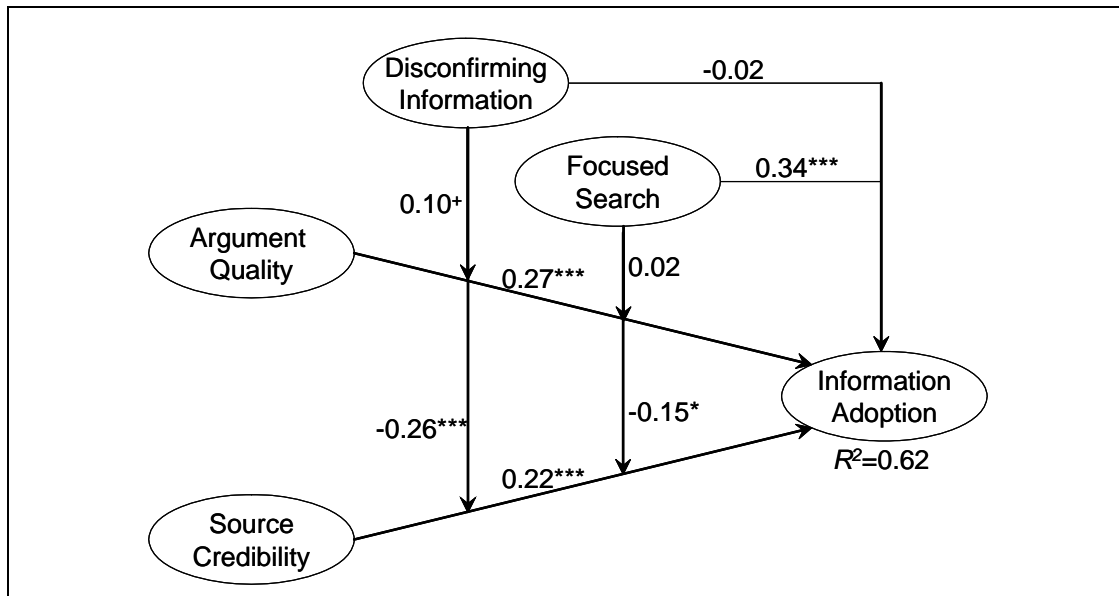 Disconfirming
Information
-0.02
Focused
Search
0.34***
0.10+
Argument
Quality
0.27***
0.02
Information
Adoption
-0.26***
-0.15*
R2=0.62
0.22***
Source
Credibility